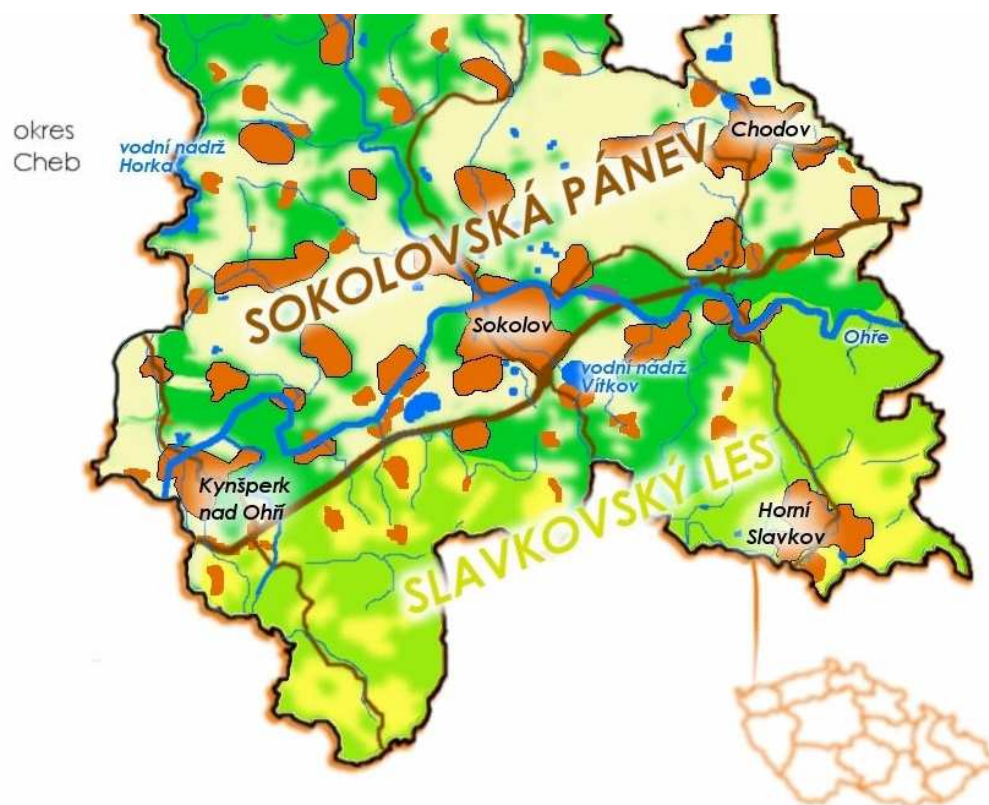 okres
Cheb
vodní nadrž
Horka
Chodov
SOKOLOVSKÁ PÁNEV
Sokolov
Ohře
vodní nádrž
Vítkov
Kynšperk
nad Ohří
SLAVKOVSKÝ LES
Horní
Slavkov